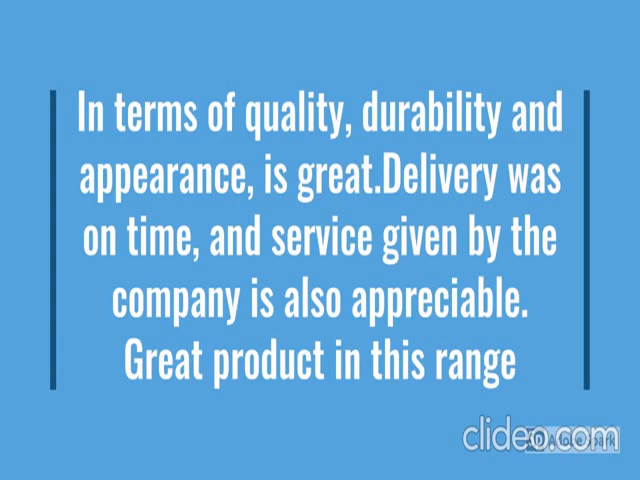 In terms of quality, durability and
appearance, is great.Delivery was
on time, and service given by the
company is also appreciable.
Great product in this range
clideo.com